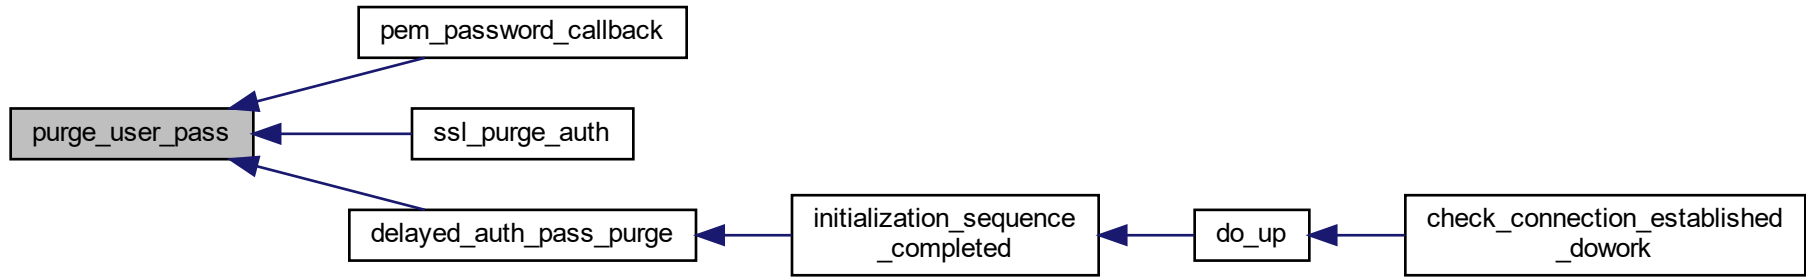 pem_password_callback
purge_user_pass
ssl_purge_auth
delayed_auth_pass_purge
initialization_sequence
_completed
do_up
check_connection_established
_dowork